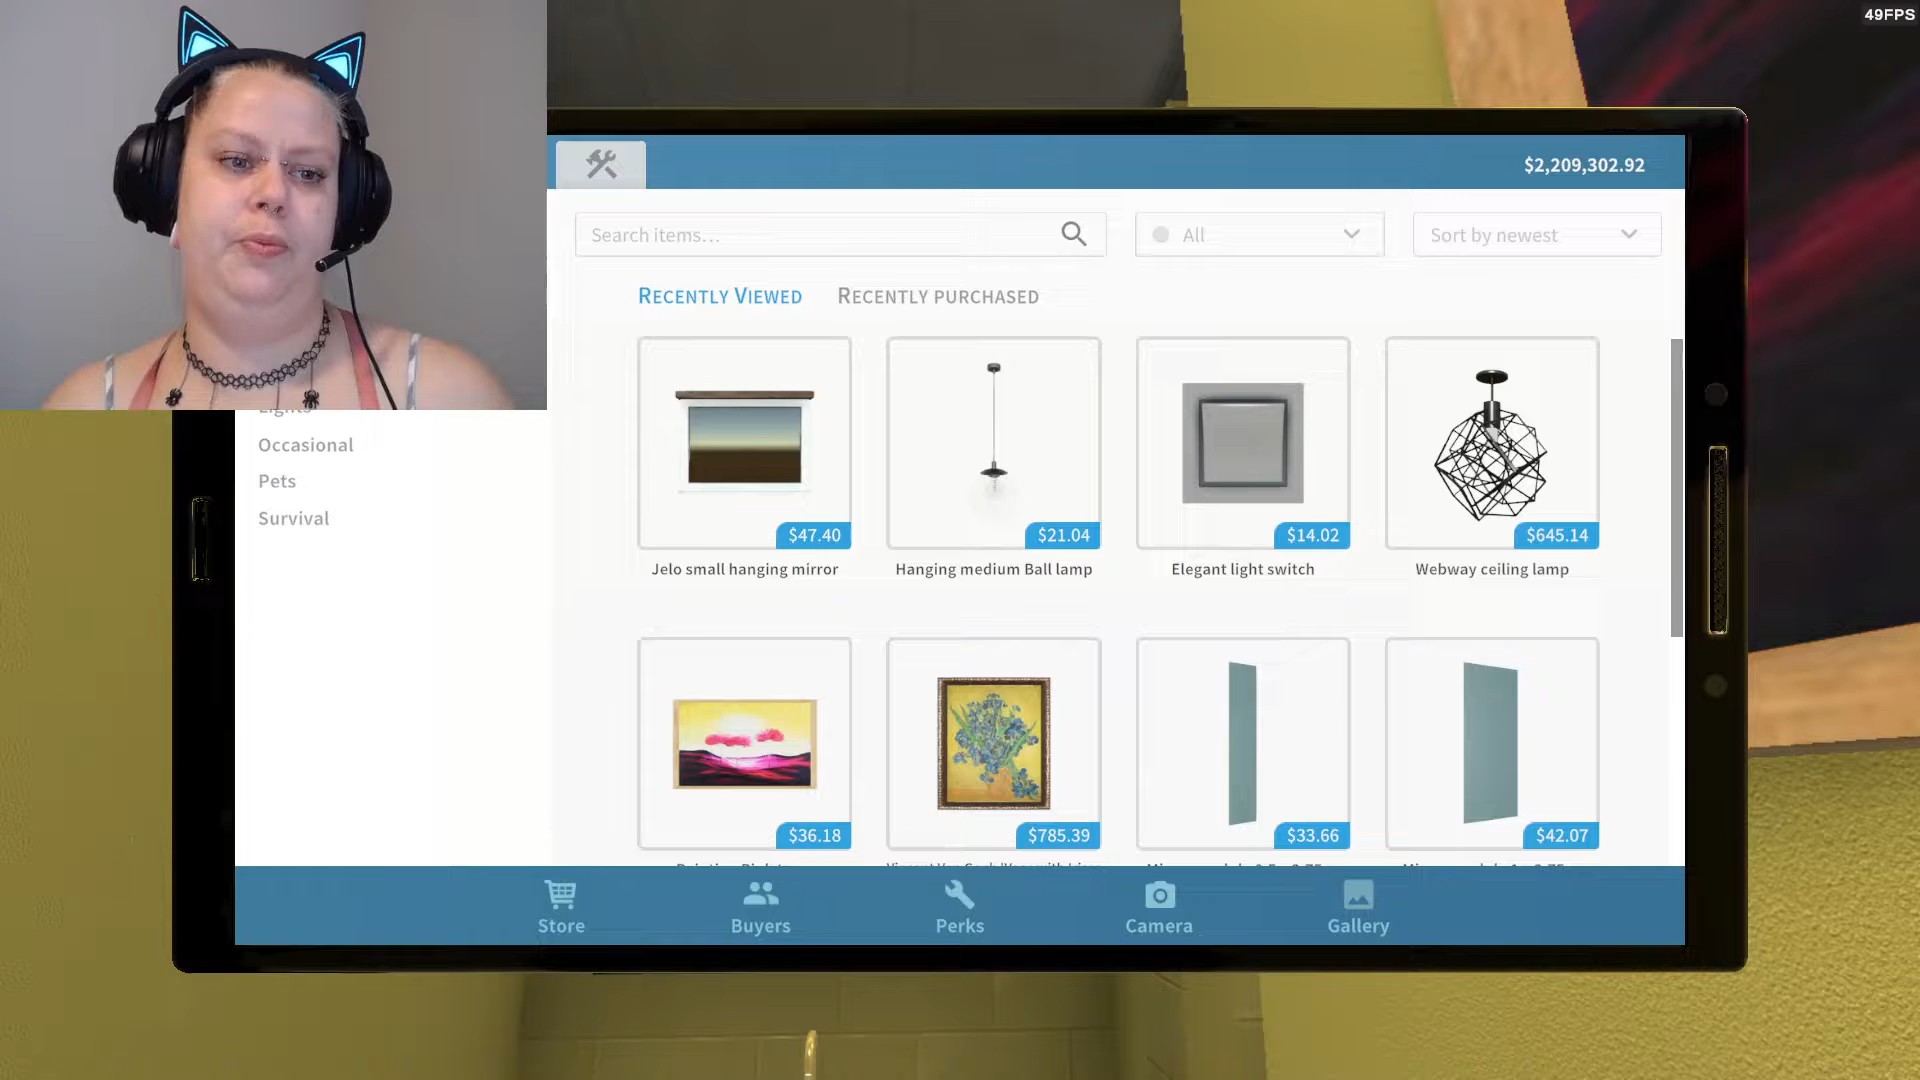 49FPS
$2,209,302.92
Search items...
All
Sort by newest
RECENTLY VIEWED
RECENTLY PURCHASED
$47.40
$21.04
$14.02
$645.14
Jelo small hanging mirror
Hanging medium Ball lamp
Elegant light switch
Webway ceiling lamp
Lights
Occasional
Pets
Survival
$36.18
$785.39
$33.66
$42.07
Store
Buyers
Perks
Camera
Gallery